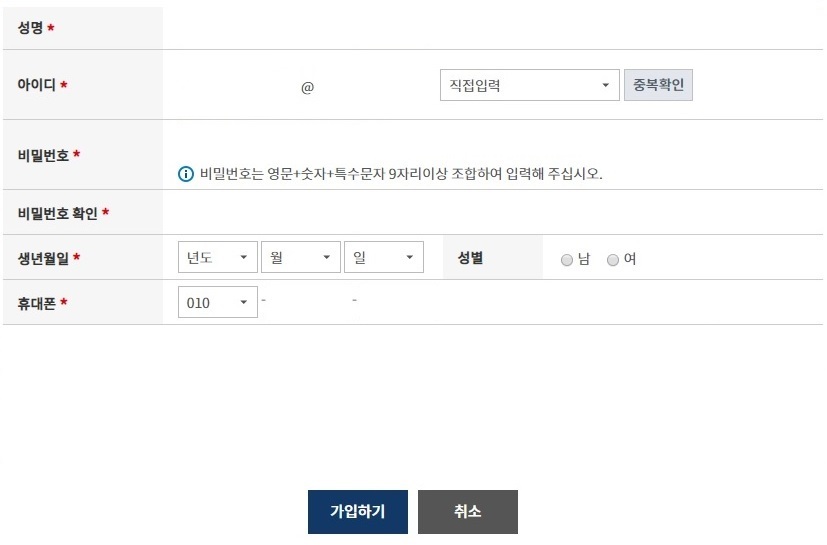 성명 *
아이디 * @ 직접입력 중복확인
비밀번호 *
비밀번호는 영문+숫자+특수문자 9자리이상 조합하여 입력해 주십시오.
비밀번호 확인 *
생년월일 * 년도 월 일 성별 남 여
휴대폰 * 010 - -
가입하기 취소